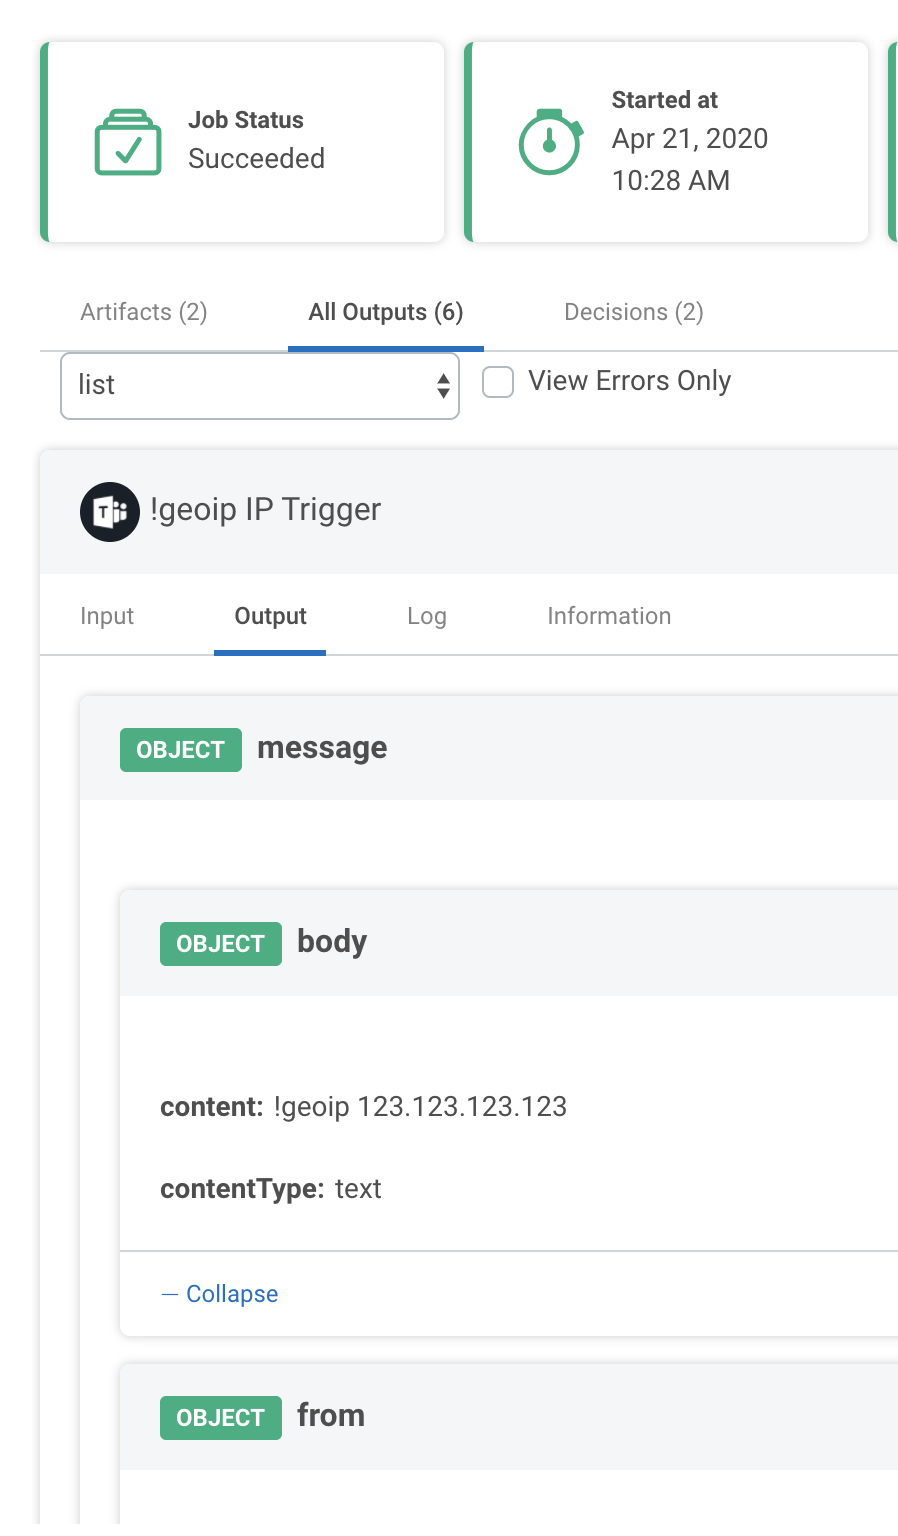 Job Status
Succeeded
Started at
Apr 21, 2020
10:28 AM
Artifacts (2)
All Outputs (6)
Decisions (2)
list
View Errors Only
T
!geoip IP Trigger
Input
Output
Log
Information
OBJECT message
OBJECT body
content: !geoip 123.123.123.123
contentType: text
— Collapse
OBJECT from